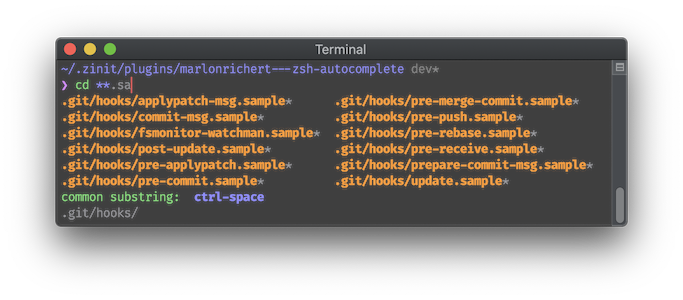 Terminal
~/.zinit/plugins/marlonrichert---zsh-autocomplete dev*
❯ cd **.sa
.git/hooks/applypatch-msg.sample* .git/hooks/pre-merge-commit.sample*
.git/hooks/commit-msg.sample* .git/hooks/pre-push.sample*
.git/hooks/fsmonitor-watchman.sample* .git/hooks/pre-rebase.sample*
.git/hooks/post-update.sample* .git/hooks/pre-receive.sample*
.git/hooks/pre-applypatch.sample* .git/hooks/prepare-commit-msg.sample*
.git/hooks/pre-commit.sample* .git/hooks/update.sample*
common substring: ctrl-space
.git/hooks/